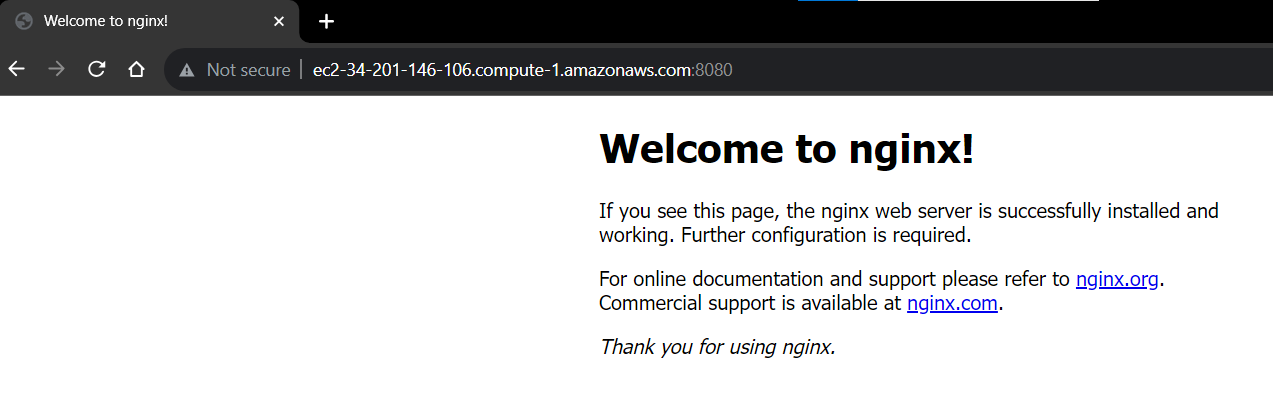 Welcome to nginx!
Not secure | ec2-34-201-146-106.compute-1.amazonaws.com:8080
Welcome to nginx!
If you see this page, the nginx web server is successfully installed and
working. Further configuration is required.
For online documentation and support please refer to nginx.org.
Commercial support is available at nginx.com.
Thank you for using nginx.